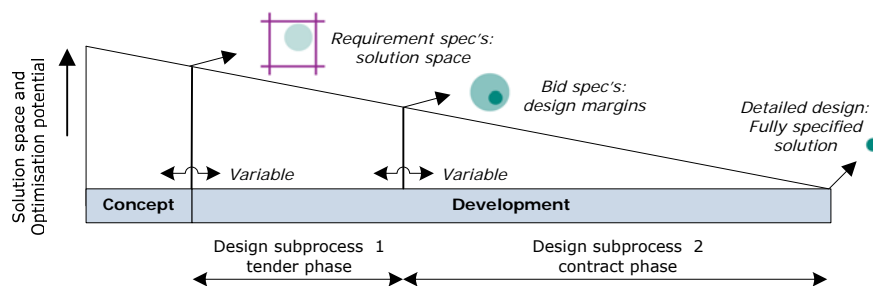 Solution space and
Optimisation potential
Requirement spec's:
solution space
Bid spec's:
design margins
Detailed design:
Fully specified
solution
Variable
Variable
Concept
Development
Design subprocess 1
tender phase
Design subprocess 2
contract phase